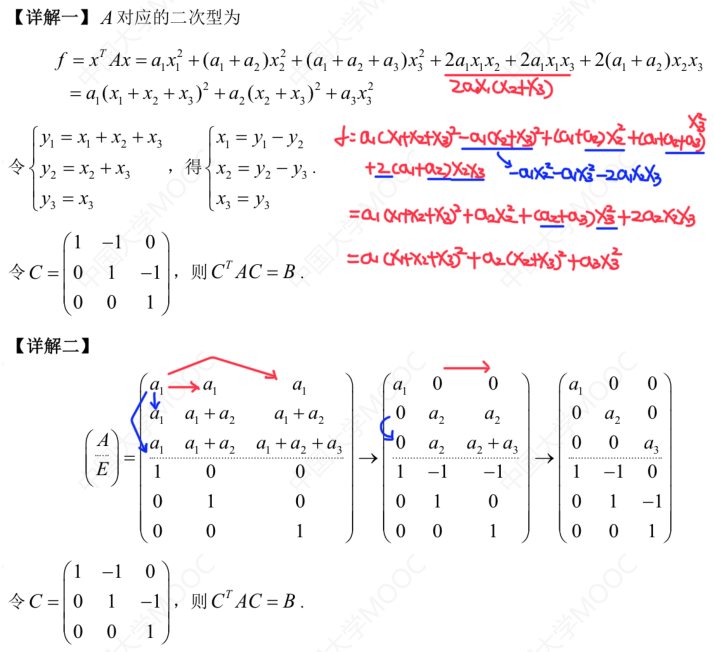 【详解一】 A 对应的二次型为
f = x^T Ax = a₁x₁² + (a₁ + a₂)x₂² + (a₁ + a₂ + a₃)x₃² + 2a₁x₁x₂ + 2a₁x₁x₃ + 2(a₁ + a₂)x₂x₃
2a₁x₁(x₂+x₃)
= a₁(x₁ + x₂ + x₃)² + a₂(x₂ + x₃)² + a₃x₃²
令 { y₁ = x₁ + x₂ + x₃, y₂ = x₂ + x₃, y₃ = x₃ ,得 { x₁ = y₁ − y₂, x₂ = y₂ − y₃, x₃ = y₃ .
f=a₁(x₁+x₂+x₃)²-a₁(x₂+x₃)²+(a₁+a₂)x₂²+(a₁+a₂+a₃)x₃²
+2(a₁+a₂)x₂x₃
-a₁x₂²-a₁x₃²-2a₁x₂x₃
=a₁(x₁+x₂+x₃)²+a₂x₂²+(a₂+a₃)x₃²+2a₂x₂x₃
=a₁(x₁+x₂+x₃)²+a₂(x₂+x₃)²+a₃x₃²
令 C = (1 −1 0; 0 1 −1; 0 0 1) ,则 C^T AC = B .
【详解二】
(A/E) = (a₁ a₁ a₁; a₁ a₁ + a₂ a₁ + a₂; a₁ a₁ + a₂ a₁ + a₂ + a₃; 1 0 0; 0 1 0; 0 0 1) → (a₁ 0 0; 0 a₂ a₂; 0 a₂ a₂ + a₃; 1 −1 −1; 0 1 0; 0 0 1) → (a₁ 0 0; 0 a₂ 0; 0 0 a₃; 1 −1 0; 0 1 −1; 0 0 1)
令 C = (1 −1 0; 0 1 −1; 0 0 1) ,则 C^T AC = B .
中国大学MOOC